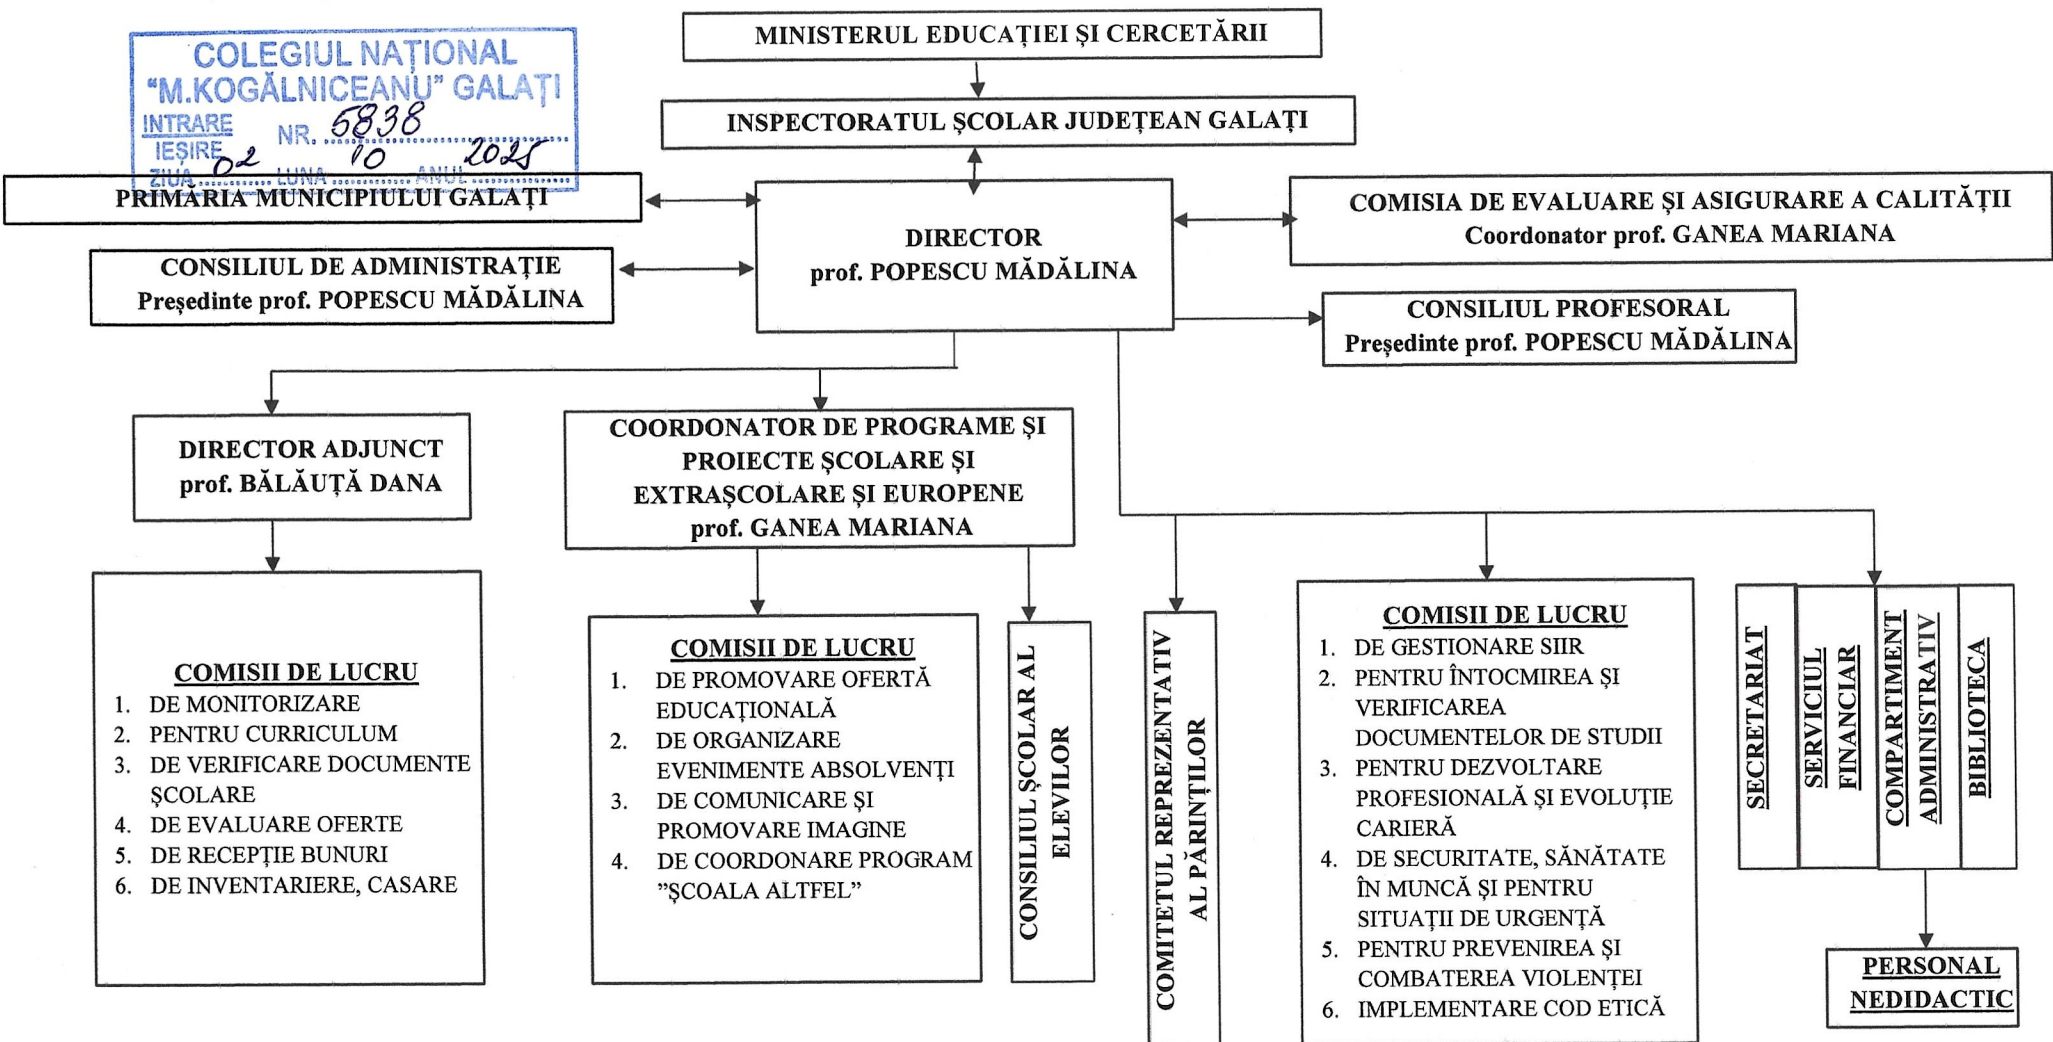 COLEGIUL NAȚIONAL
“M.KOGĂLNICEANU” GALAȚI
INTRARE
IEȘIRE
NR. 5838
ZIUA 02 LUNA 10 ANUL 2025
MINISTERUL EDUCAȚIEI ȘI CERCETĂRII
INSPECTORATUL ȘCOLAR JUDEȚEAN GALAȚI
PRIMĂRIA MUNICIPIULUI GALAȚI
CONSILIUL DE ADMINISTRAȚIE
Președinte prof. POPESCU MĂDĂLINA
DIRECTOR
prof. POPESCU MĂDĂLINA
COMISIA DE EVALUARE ȘI ASIGURARE A CALITĂȚII
Coordonator prof. GANEA MARIANA
CONSILIUL PROFESORAL
Președinte prof. POPESCU MĂDĂLINA
DIRECTOR ADJUNCT
prof. BĂLĂUȚĂ DANA
COORDONATOR DE PROGRAME ȘI
PROIECTE ȘCOLARE ȘI
EXTRAȘCOLARE ȘI EUROPENE
prof. GANEA MARIANA
COMISII DE LUCRU
1. DE MONITORIZARE
2. PENTRU CURRICULUM
3. DE VERIFICARE DOCUMENTE
ȘCOLARE
4. DE EVALUARE OFERTE
5. DE RECEPȚIE BUNURI
6. DE INVENTARIERE, CASARE
COMISII DE LUCRU
1. DE PROMOVARE OFERTĂ
EDUCAȚIONALĂ
2. DE ORGANIZARE
EVENIMENTE ABSOLVENȚI
3. DE COMUNICARE ȘI
PROMOVARE IMAGINE
4. DE COORDONARE PROGRAM
”ȘCOALA ALTFEL”
CONSILIUL ȘCOLAR AL
ELEVILOR
COMITETUL REPREZENTATIV
AL PĂRINȚILOR
COMISII DE LUCRU
1. DE GESTIONARE SIIR
2. PENTRU ÎNTOCMIREA ȘI
VERIFICAREA
DOCUMENTELOR DE STUDII
3. PENTRU DEZVOLTARE
PROFESIONALĂ ȘI EVOLUȚIE
CARIERĂ
4. DE SECURITATE, SĂNĂTATE
ÎN MUNCĂ ȘI PENTRU
SITUAȚII DE URGENȚĂ
5. PENTRU PREVENIREA ȘI
COMBATEREA VIOLENȚEI
6. IMPLEMENTARE COD ETICĂ
SECRETARIAT
SERVICIUL
FINANCIAR
COMPARTIMENT
ADMINISTRATIV
BIBLIOTECA
PERSONAL
NEDIDACTIC